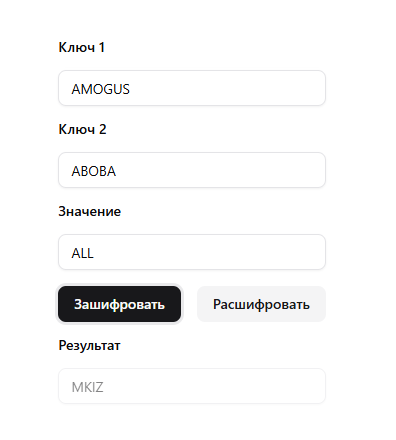 Ключ 1
AMOGUS
Ключ 2
ABOBA
Значение
ALL
Зашифровать Расшифровать
Результат
MKIZ